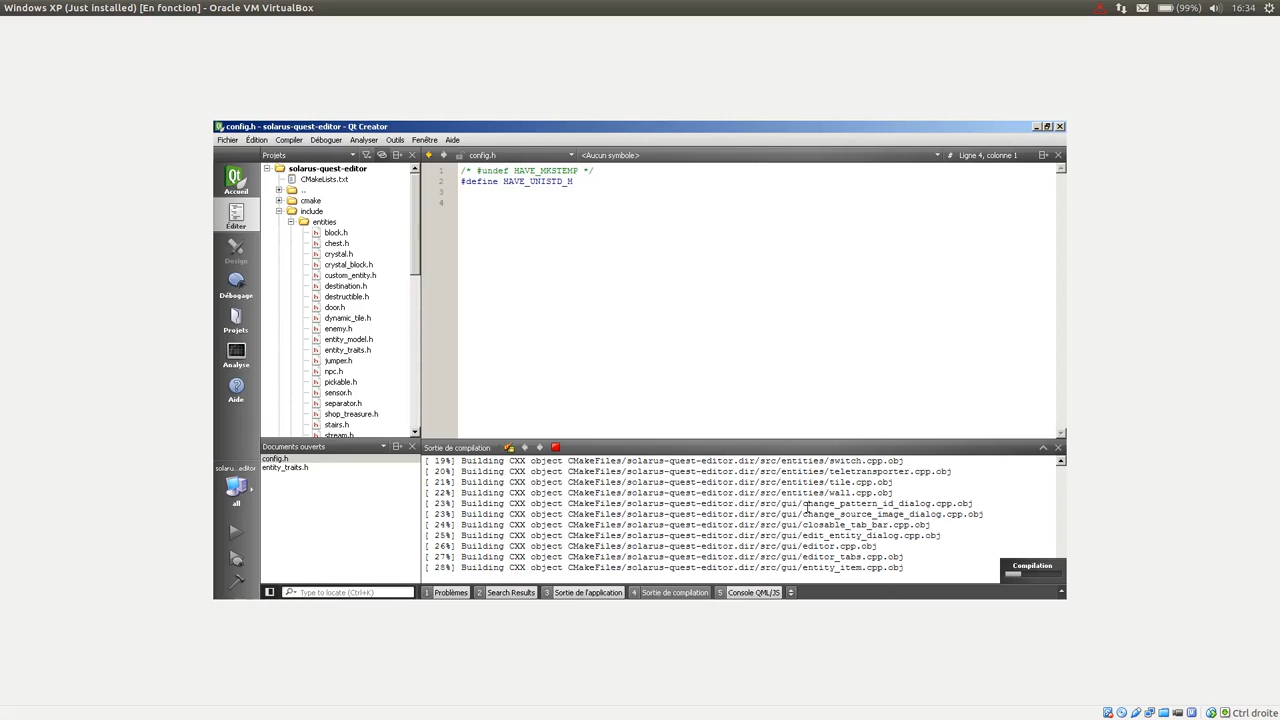 Windows XP (Just installed) [En fonction] - Oracle VM VirtualBox
(99%)
16:34
config.h - solarus-quest-editor - Qt Creator
Fichier Édition Compiler Déboguer Analyser Outils Fenêtre Aide
Projets
config.h
<Aucun symbole>
Ligne 4, colonne 1
Accueil
Éditer
Design
Débogage
Projets
Analyse
Aide
solaru...editor
all
solarus-quest-editor
CMakeLists.txt
..
cmake
include
entities
block.h
chest.h
crystal.h
crystal_block.h
custom_entity.h
destination.h
destructible.h
door.h
dynamic_tile.h
enemy.h
entity_model.h
entity_traits.h
jumper.h
npc.h
pickable.h
sensor.h
separator.h
shop_treasure.h
stairs.h
stream.h
1 /* #undef HAVE_MKSTEMP */
2 #define HAVE_UNISTD_H
3
4
Documents ouverts
config.h
entity_traits.h
Sortie de compilation
[ 19%] Building CXX object CMakeFiles/solarus-quest-editor.dir/src/entities/switch.cpp.obj
[ 20%] Building CXX object CMakeFiles/solarus-quest-editor.dir/src/entities/teletransporter.cpp.obj
[ 21%] Building CXX object CMakeFiles/solarus-quest-editor.dir/src/entities/tile.cpp.obj
[ 22%] Building CXX object CMakeFiles/solarus-quest-editor.dir/src/entities/wall.cpp.obj
[ 23%] Building CXX object CMakeFiles/solarus-quest-editor.dir/src/gui/change_pattern_id_dialog.cpp.obj
[ 23%] Building CXX object CMakeFiles/solarus-quest-editor.dir/src/gui/change_source_image_dialog.cpp.obj
[ 24%] Building CXX object CMakeFiles/solarus-quest-editor.dir/src/gui/closable_tab_bar.cpp.obj
[ 25%] Building CXX object CMakeFiles/solarus-quest-editor.dir/src/gui/edit_entity_dialog.cpp.obj
[ 26%] Building CXX object CMakeFiles/solarus-quest-editor.dir/src/gui/editor.cpp.obj
[ 27%] Building CXX object CMakeFiles/solarus-quest-editor.dir/src/gui/editor_tabs.cpp.obj
[ 28%] Building CXX object CMakeFiles/solarus-quest-editor.dir/src/gui/entity_item.cpp.obj
Compilation
Type to locate (Ctrl+K)
1 Problèmes 2 Search Results 3 Sortie de l'application 4 Sortie de compilation 5 Console QML/JS
Ctrl droite